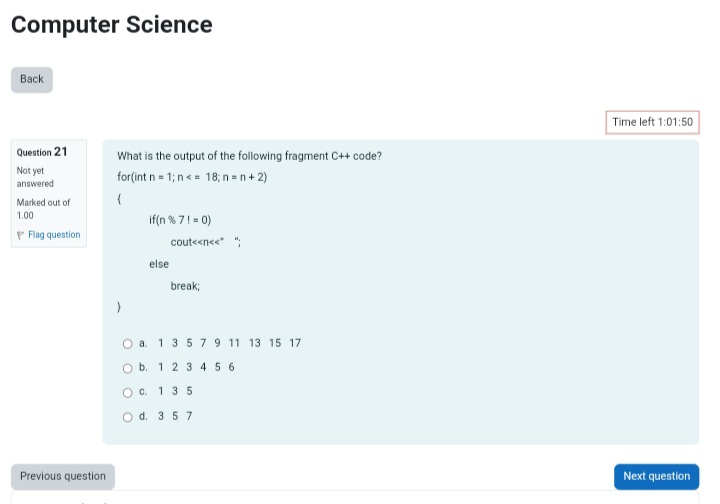 Computer Science
Back
Time left 1:01:50
Question 21
Not yet
answered
Marked out of
1.00
Flag question
What is the output of the following fragment C++ code?
for(int n = 1; n < = 18; n = n + 2)
{
if(n % 7 ! = 0)
cout<<n<<"  ";
else
break;
}
a. 1 3 5 7 9 11 13 15 17
b. 1 2 3 4 5 6
c. 1 3 5
d. 3 5 7
Previous question
Next question